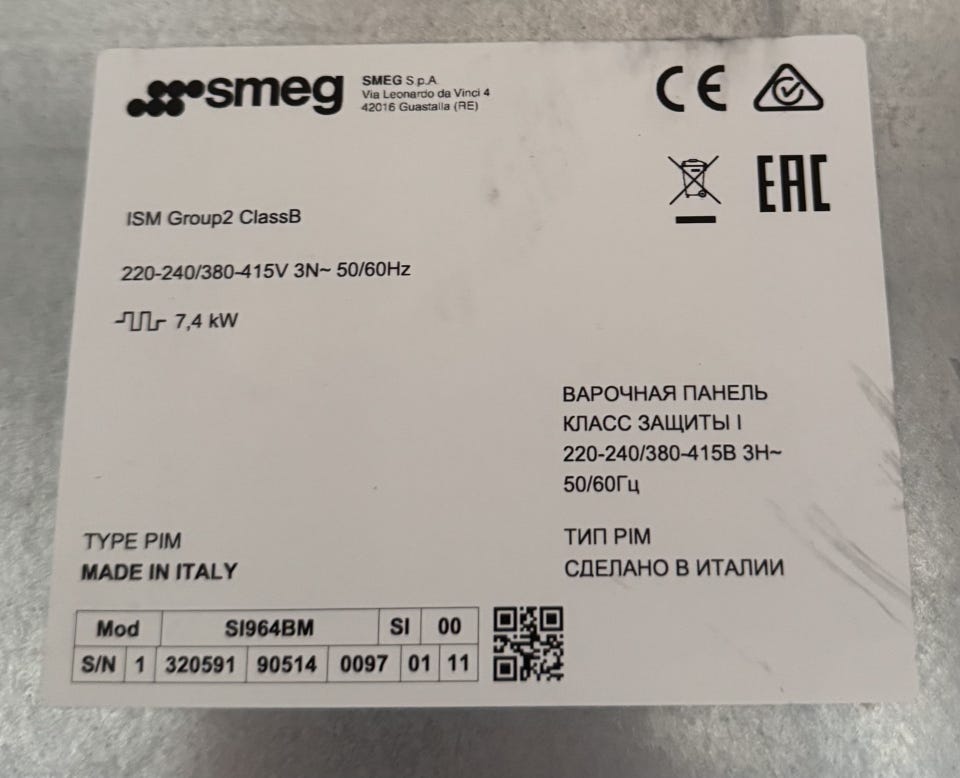 smeg
SMEG S.p.A.
Via Leonardo da Vinci 4
42016 Guastalla (RE)
CE
EAC
ISM Group2 ClassB
220-240/380-415V 3N~ 50/60Hz
7,4 kW
ВАРОЧНАЯ ПАНЕЛЬ
КЛАСС ЗАЩИТЫ I
220-240/380-415В 3Н~
50/60Гц
TYPE PIM
MADE IN ITALY
ТИП PIM
СДЕЛАНО В ИТАЛИИ
Mod SI964BM SI 00
S/N 1 320591 90514 0097 01 11